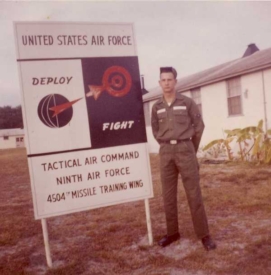 UNITED STATES AIR FORCE
DEPLOY
FIGHT
TACTICAL AIR COMMAND
NINTH AIR FORCE
4504TH MISSILE TRAINING WING